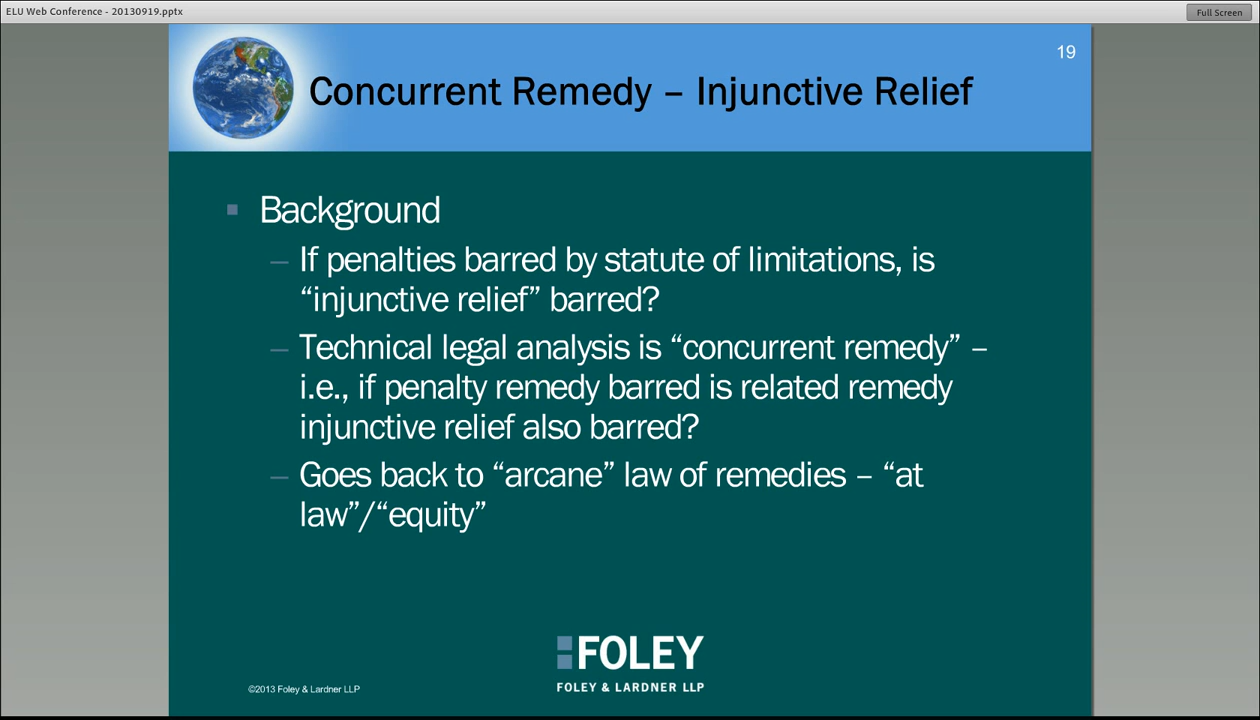 ELU Web Conference - 20130919.pptx
Full Screen
19
Concurrent Remedy – Injunctive Relief
▪ Background
– If penalties barred by statute of limitations, is
“injunctive relief” barred?
– Technical legal analysis is “concurrent remedy” –
i.e., if penalty remedy barred is related remedy
injunctive relief also barred?
– Goes back to “arcane” law of remedies – “at
law”/“equity”
FOLEY
FOLEY & LARDNER LLP
©2013 Foley & Lardner LLP